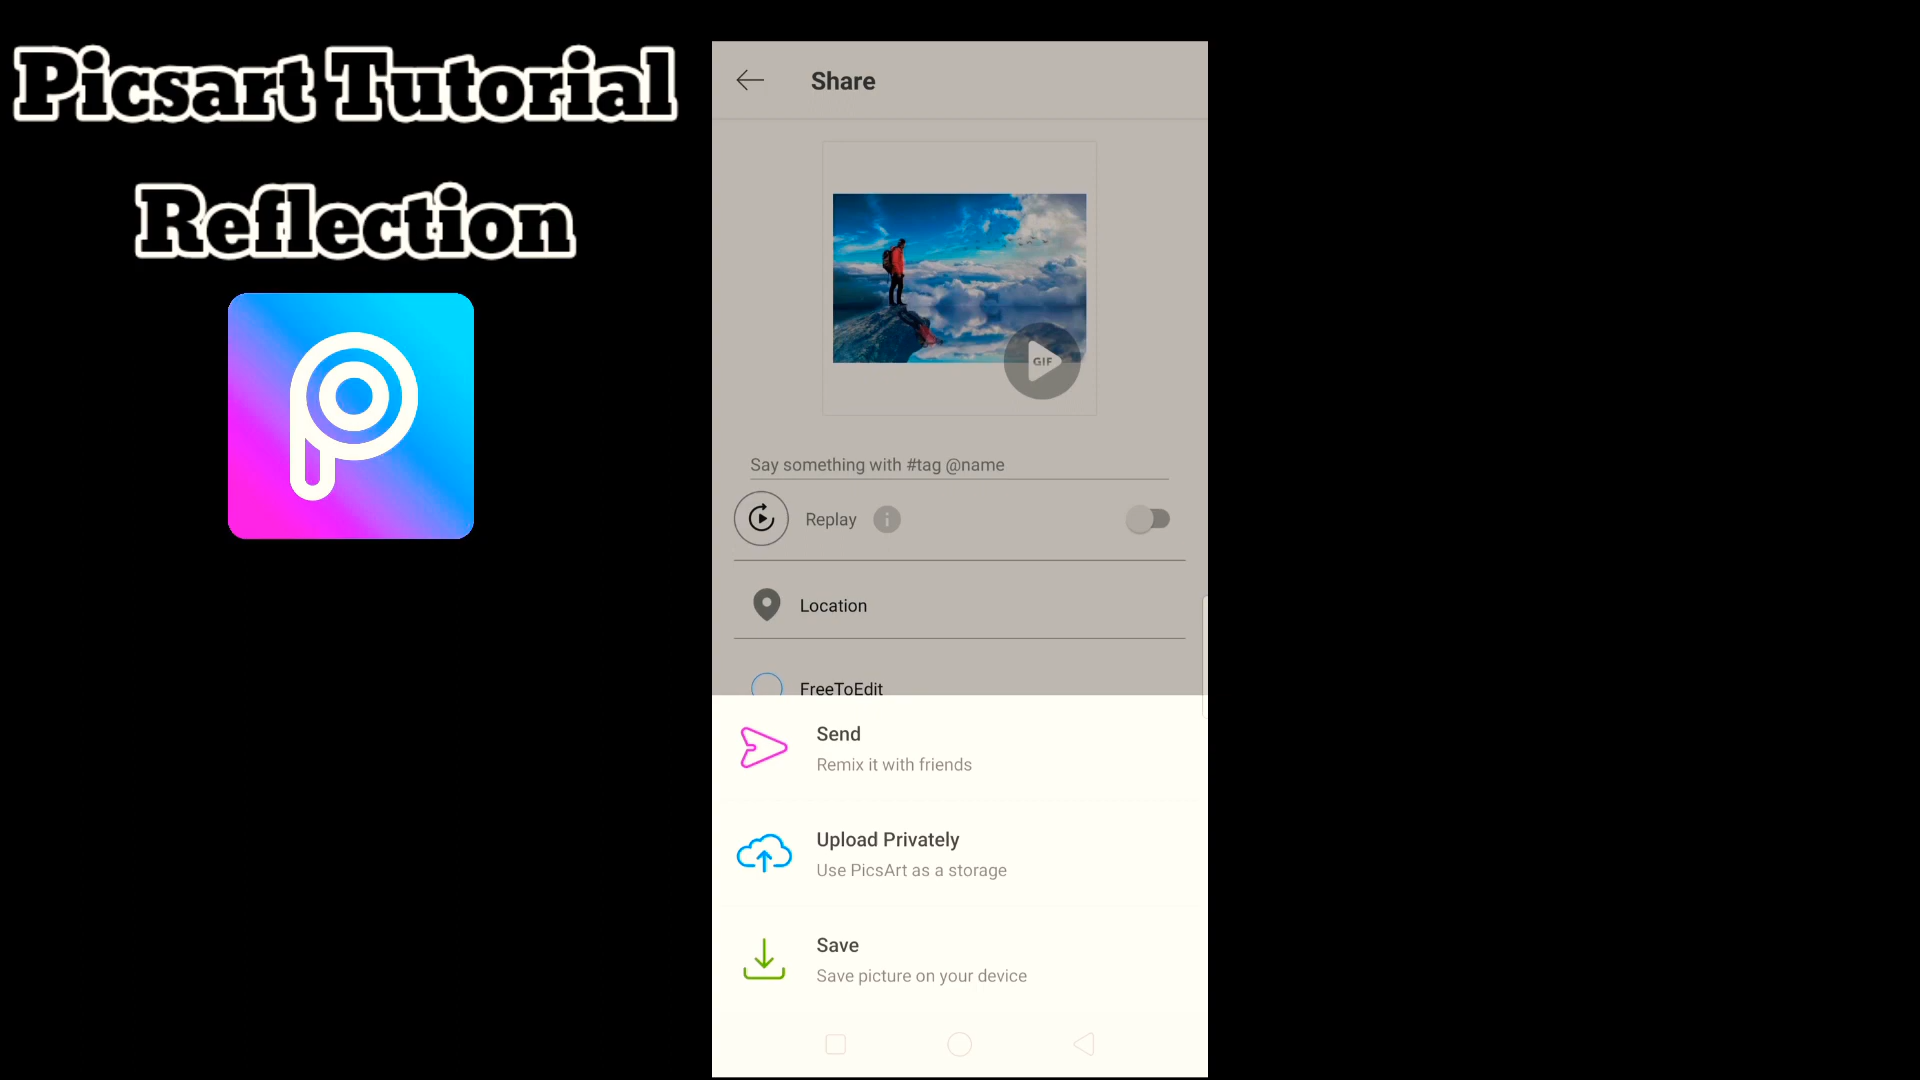 Picsart Tutorial
Reflection
Share
GIF
Say something with #tag @name
Replay
Location
FreeToEdit
Send
Remix it with friends
Upload Privately
Use PicsArt as a storage
Save
Save picture on your device